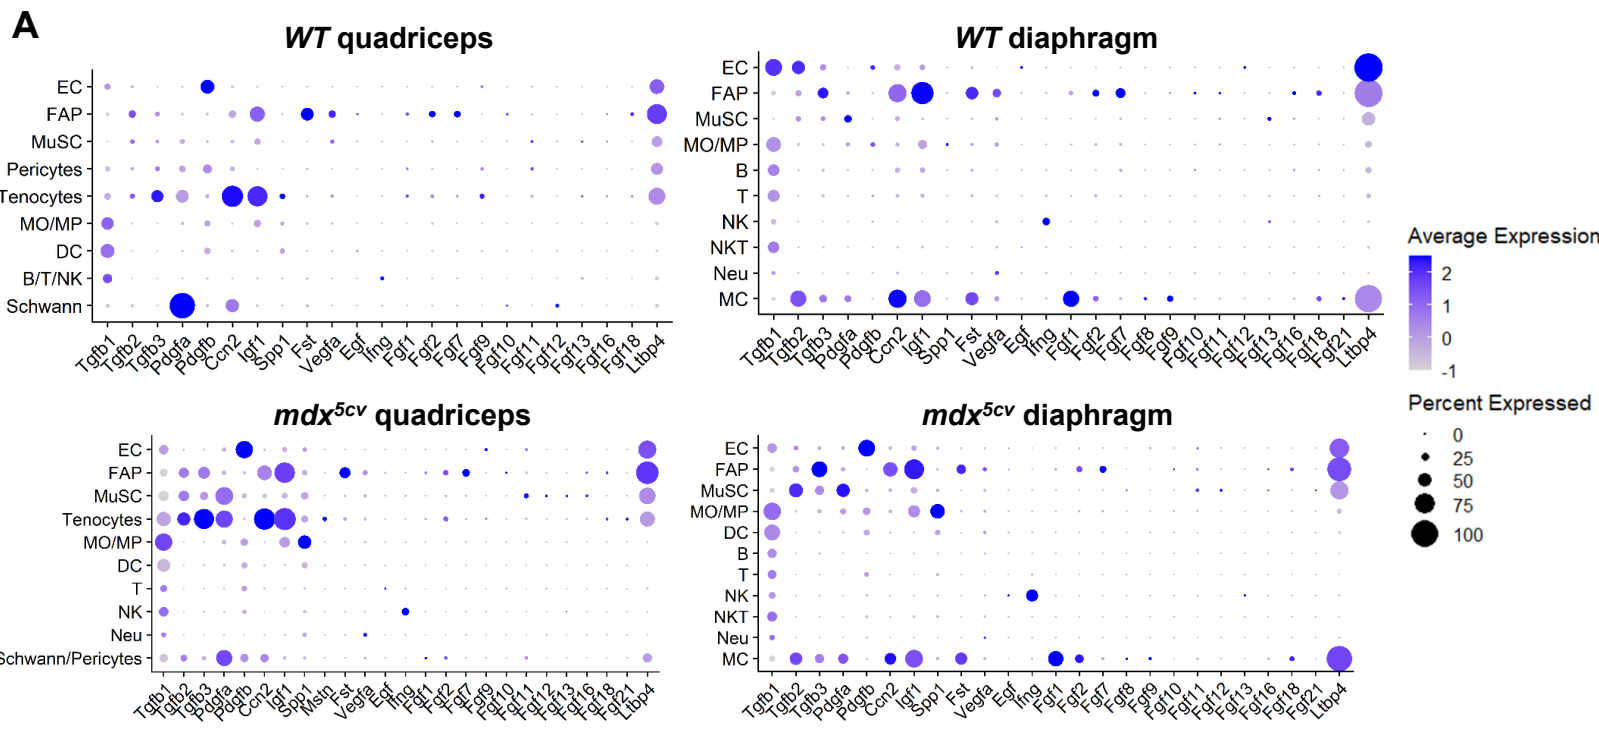 A
WT quadriceps
EC
FAP
MuSC
Pericytes
Tenocytes
MO/MP
DC
B/T/NK
Schwann
Tgfb1 Tgfb2 Tgfb3 Pdgfa Pdgfb Ccn2 Igf1 Spp1 Fst Vegfa Egf Ifng Fgf1 Fgf2 Fgf7 Fgf9 Fgf10 Fgf11 Fgf12 Fgf13 Fgf16 Fgf18 Ltbp4
WT diaphragm
EC
FAP
MuSC
MO/MP
B
T
NK
NKT
Neu
MC
Tgfb1 Tgfb2 Tgfb3 Pdgfa Pdgfb Ccn2 Igf1 Spp1 Fst Vegfa Egf Ifng Fgf1 Fgf2 Fgf7 Fgf8 Fgf9 Fgf10 Fgf11 Fgf12 Fgf13 Fgf16 Fgf18 Fgf21 Ltbp4
mdx5cv quadriceps
EC
FAP
MuSC
Tenocytes
MO/MP
DC
T
NK
Neu
Schwann/Pericytes
Tgfb1 Tgfb2 Tgfb3 Pdgfa Pdgfb Ccn2 Igf1 Spp1 Mstn Fst Vegfa Egf Ifng Fgf1 Fgf2 Fgf7 Fgf9 Fgf10 Fgf11 Fgf12 Fgf13 Fgf16 Fgf18 Fgf21 Ltbp4
mdx5cv diaphragm
EC
FAP
MuSC
MO/MP
DC
B
T
NK
NKT
Neu
MC
Tgfb1 Tgfb2 Tgfb3 Pdgfa Pdgfb Ccn2 Igf1 Spp1 Fst Vegfa Egf Ifng Fgf1 Fgf2 Fgf7 Fgf8 Fgf9 Fgf10 Fgf11 Fgf12 Fgf13 Fgf16 Fgf18 Fgf21 Ltbp4
Average Expression
2
1
0
-1
Percent Expressed
0
25
50
75
100